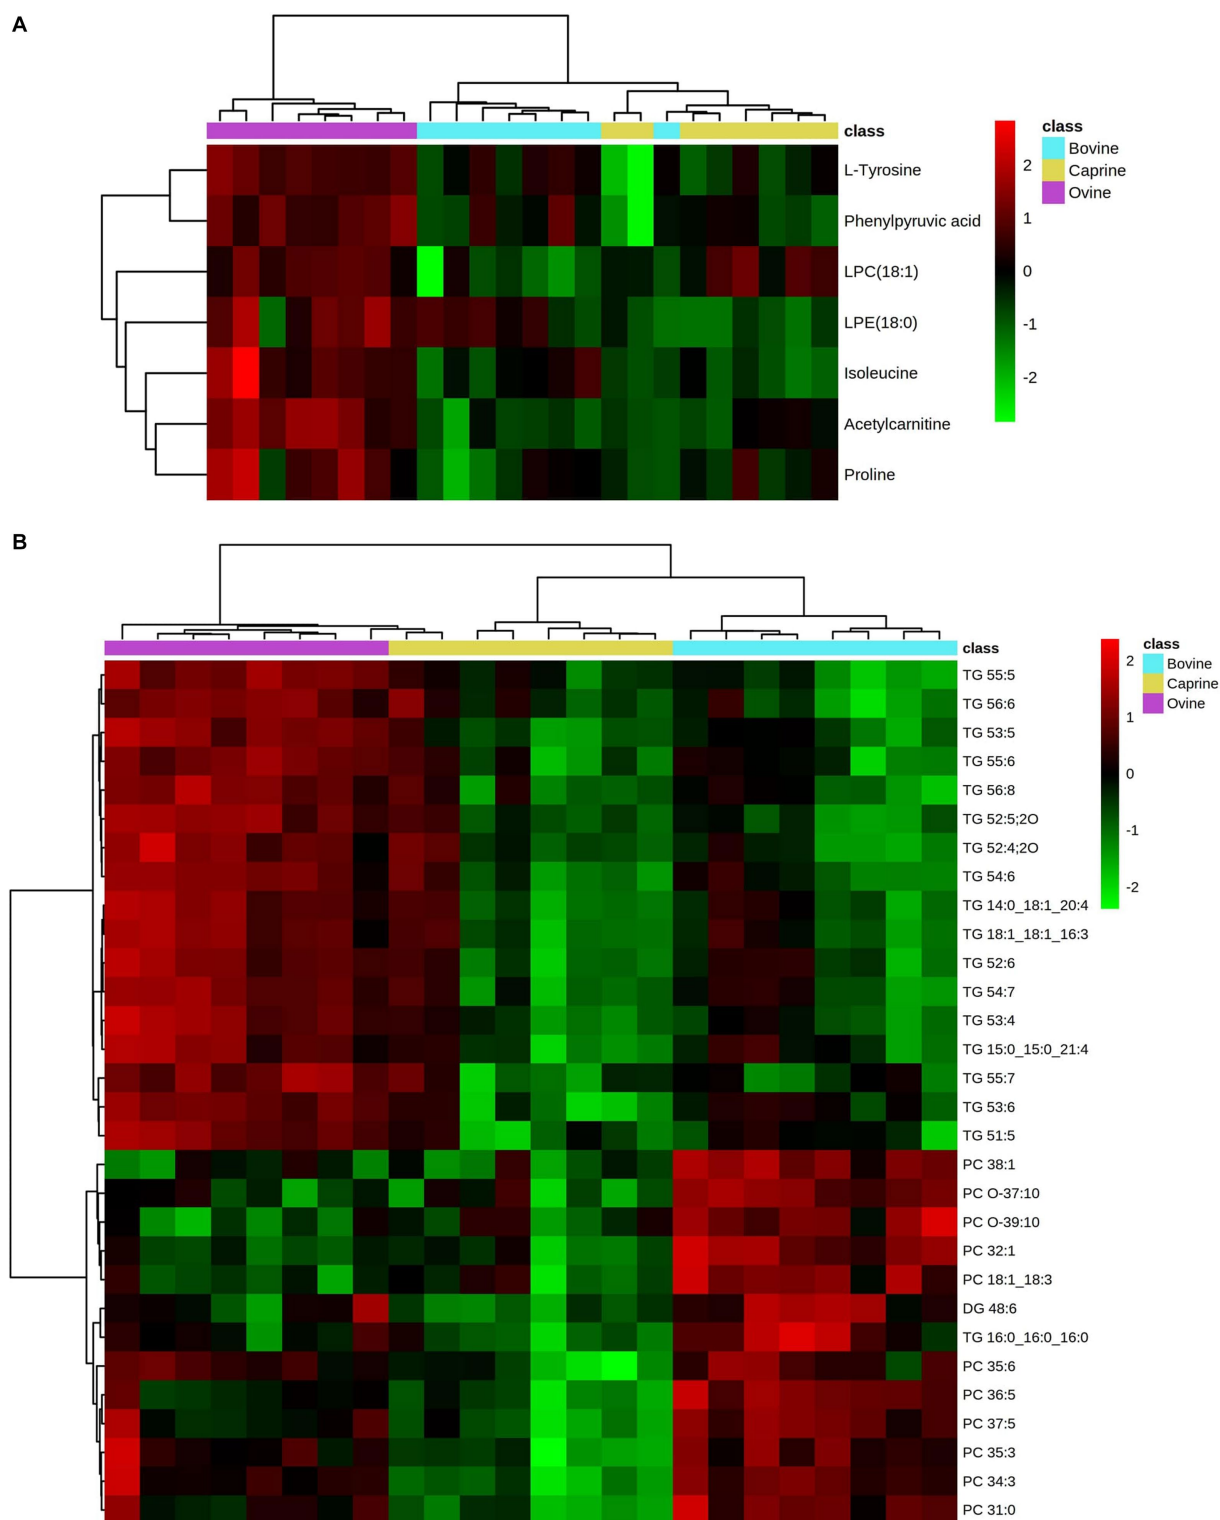 A
class
L-Tyrosine
Phenylpyruvic acid
LPC(18:1)
LPE(18:0)
Isoleucine
Acetylcarnitine
Proline
2
1
0
-1
-2
class
Bovine
Caprine
Ovine
B
class
TG 55:5
TG 56:6
TG 53:5
TG 55:6
TG 56:8
TG 52:5;2O
TG 52:4;2O
TG 54:6
TG 14:0_18:1_20:4
TG 18:1_18:1_16:3
TG 52:6
TG 54:7
TG 53:4
TG 15:0_15:0_21:4
TG 55:7
TG 53:6
TG 51:5
PC 38:1
PC O-37:10
PC O-39:10
PC 32:1
PC 18:1_18:3
DG 48:6
TG 16:0_16:0_16:0
PC 35:6
PC 36:5
PC 37:5
PC 35:3
PC 34:3
PC 31:0
2
1
0
-1
-2
class
Bovine
Caprine
Ovine